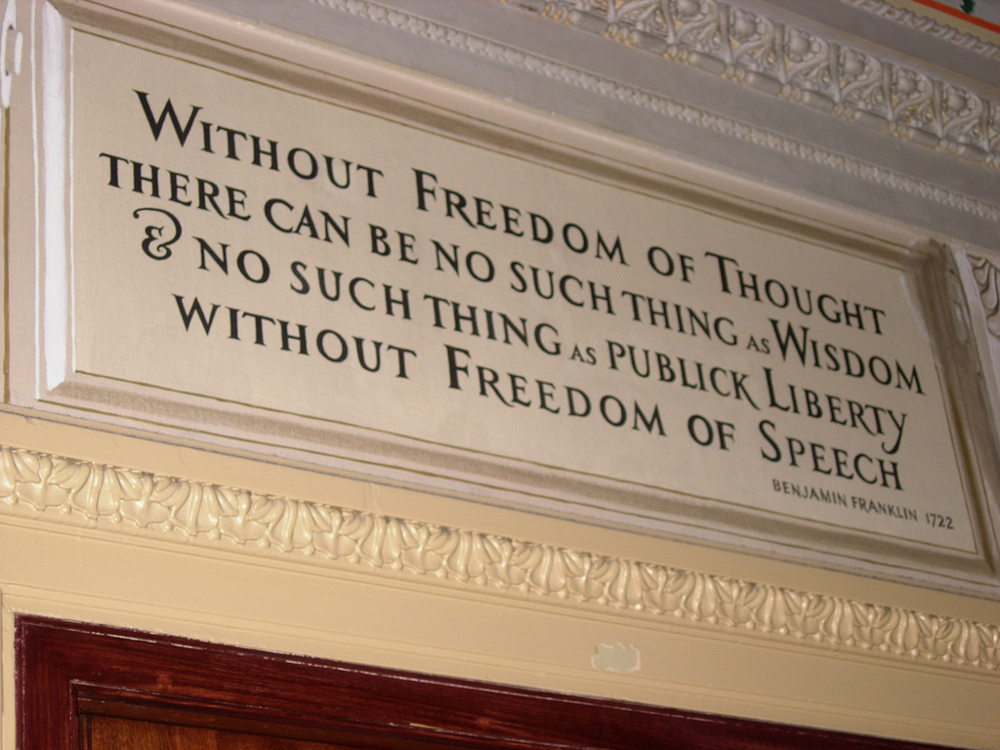 Without Freedom of Thought
there can be no such thing as Wisdom
& no such thing as publick Liberty
without Freedom of Speech
Benjamin Franklin 1722